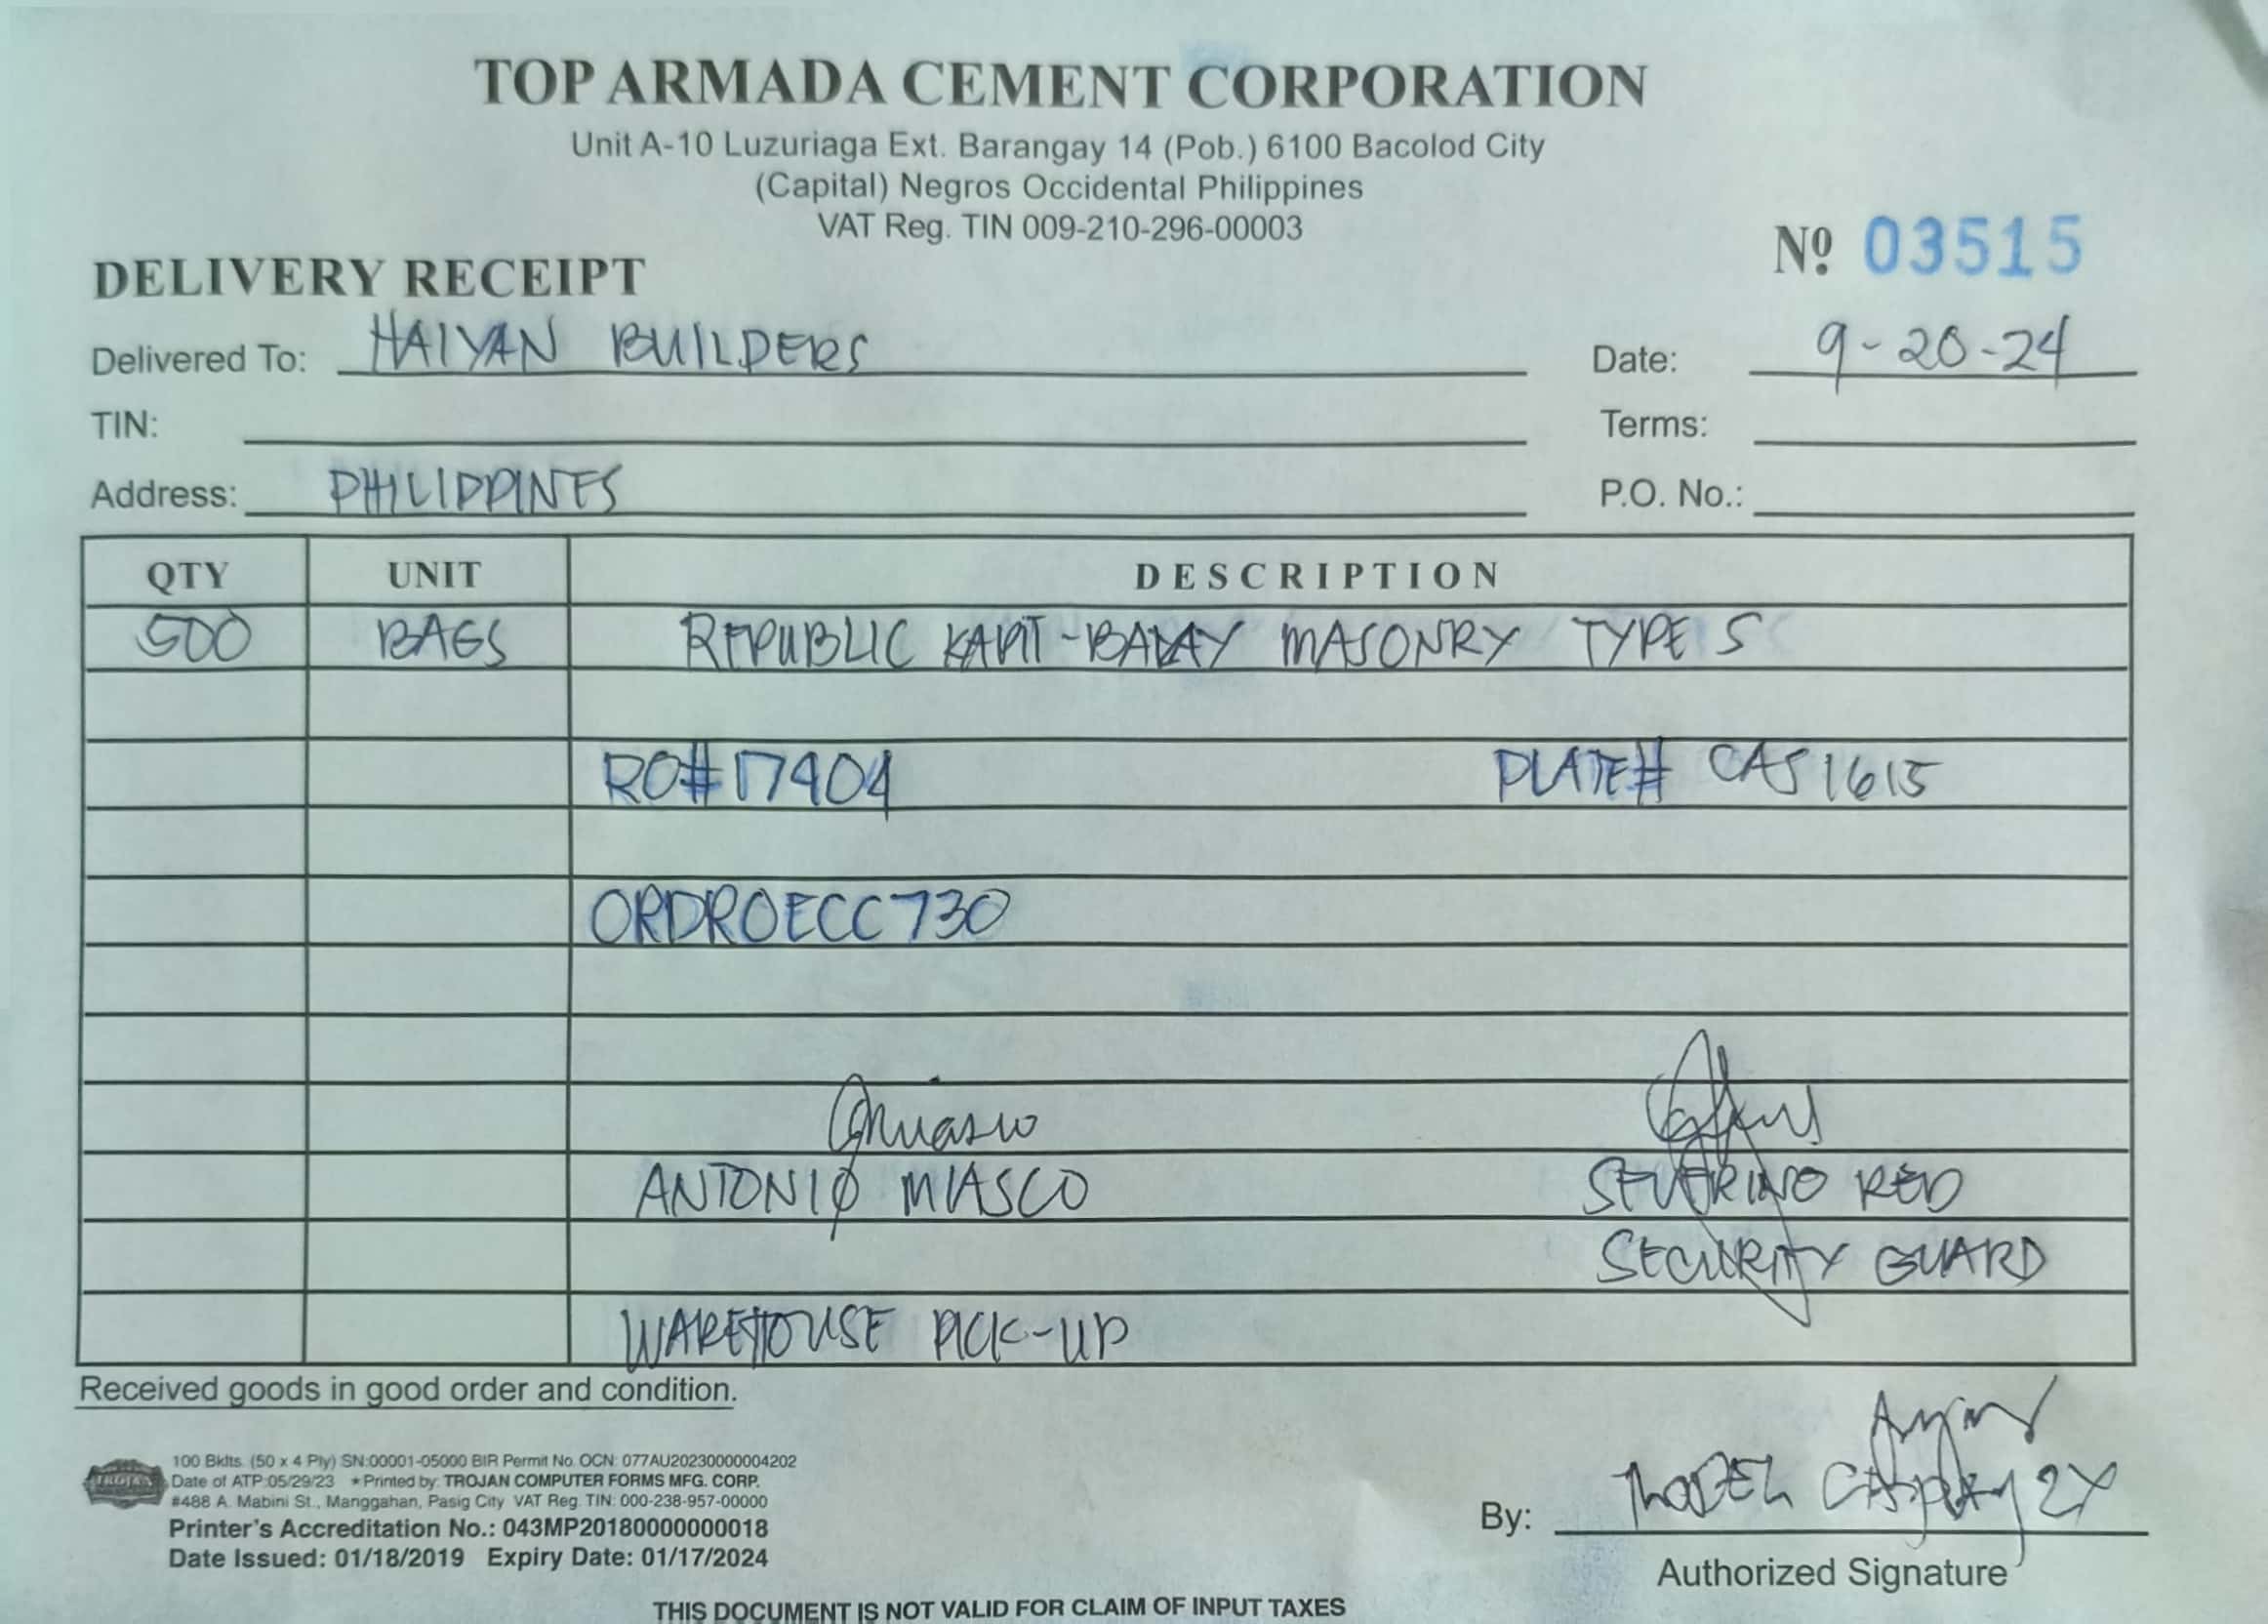 TOP ARMADA CEMENT CORPORATION
Unit A-10 Luzuriaga Ext. Barangay 14 (Pob.) 6100 Bacolod City
(Capital) Negros Occidental Philippines
VAT Reg. TIN 009-210-296-00003
Nº 03515
DELIVERY RECEIPT
Delivered To: HAIYAN BUILDERS Date: 9-20-24
TIN: Terms:
Address: PHILIPPINES P.O. No.:
QTY UNIT DESCRIPTION
500 BAGS REPUBLIC KAPIT-BALAY MASONRY TYPE S
RO# 17404 PLATE# CAS1615
ORDROECC730
ANTONIO MIASCO SEVERINO RED
SECURITY GUARD
WAREHOUSE PICK-UP
Received goods in good order and condition.
TROJAN
100 Bklts. (50 x 4 Ply) SN:00001-05000 BIR Permit No. OCN: 077AU20230000004202
Date of ATP:05/29/23 ★Printed by: TROJAN COMPUTER FORMS MFG. CORP.
#488 A. Mabini St., Manggahan, Pasig City VAT Reg. TIN: 000-238-957-00000
Printer's Accreditation No.: 043MP20180000000018
Date Issued: 01/18/2019 Expiry Date: 01/17/2024
By:
Authorized Signature
THIS DOCUMENT IS NOT VALID FOR CLAIM OF INPUT TAXES